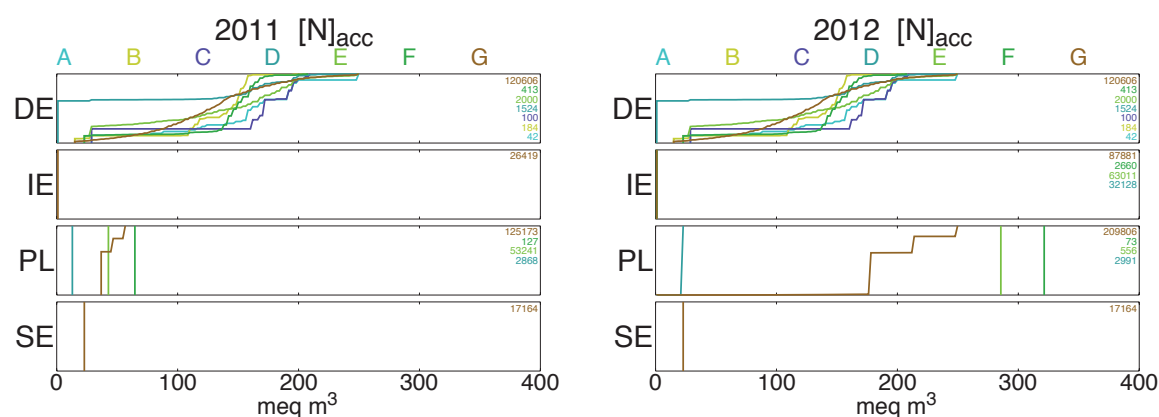 2011 [N]acc
A B C D E F G
DE
120606
413
2000
1524
100
184
42
IE
26419
PL
125173
127
53241
2868
SE
17164
0 100 200 300 400
meq m³
2012 [N]acc
A B C D E F G
DE
120606
413
2000
1524
100
184
42
IE
87881
2660
63011
32128
PL
209806
73
556
2991
SE
17164
0 100 200 300 400
meq m³